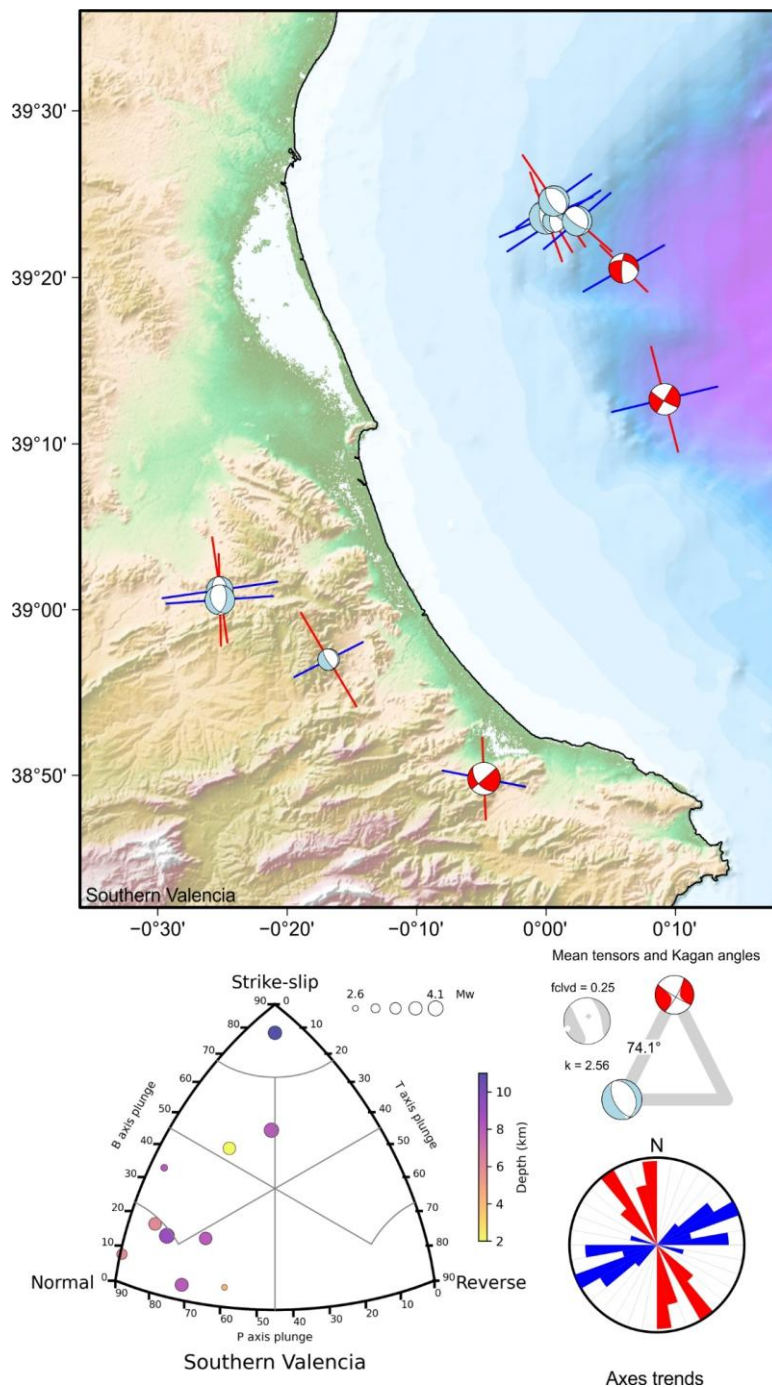 39°30'
39°20'
39°10'
39°00'
38°50'
Southern Valencia
−0°30' −0°20' −0°10' 0°00' 0°10'
Mean tensors and Kagan angles
Strike-slip
fclvd = 0.25
2.6 4.1 Mw
74.1°
k = 2.56
90 80 70 60 50 40 30 20 10 0
B axis plunge
0 10 20 30 40 50 60 70 80 90
T axis plunge
10 8 6 4 2
Depth (km)
N
Normal
Reverse
90 80 70 60 50 40 30 20 10 0
P axis plunge
Southern Valencia
Axes trends